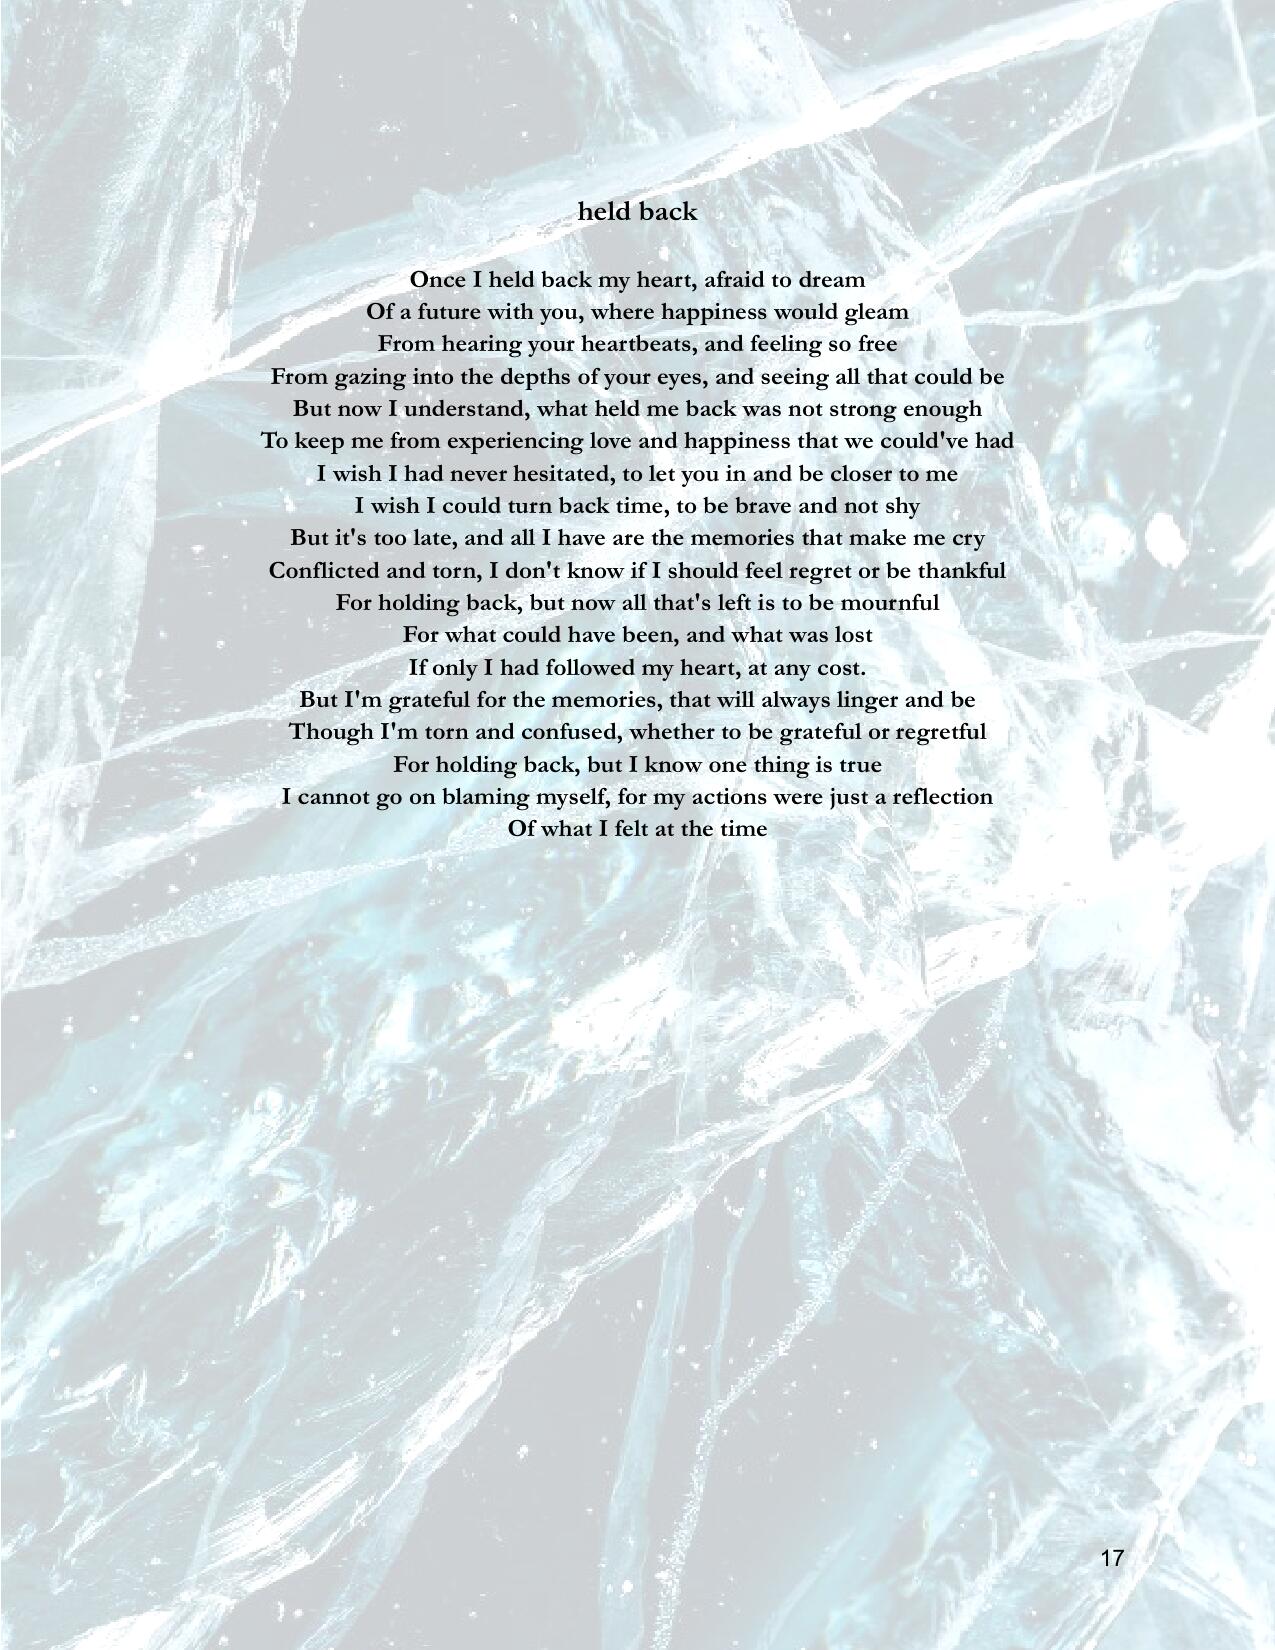 held back
Once I held back my heart, afraid to dream
Of a future with you, where happiness would gleam
From hearing your heartbeats, and feeling so free
From gazing into the depths of your eyes, and seeing all that could be
But now I understand, what held me back was not strong enough
To keep me from experiencing love and happiness that we could've had
I wish I had never hesitated, to let you in and be closer to me
I wish I could turn back time, to be brave and not shy
But it's too late, and all I have are the memories that make me cry
Conflicted and torn, I don't know if I should feel regret or be thankful
For holding back, but now all that's left is to be mournful
For what could have been, and what was lost
If only I had followed my heart, at any cost.
But I'm grateful for the memories, that will always linger and be
Though I'm torn and confused, whether to be grateful or regretful
For holding back, but I know one thing is true
I cannot go on blaming myself, for my actions were just a reflection
Of what I felt at the time
17